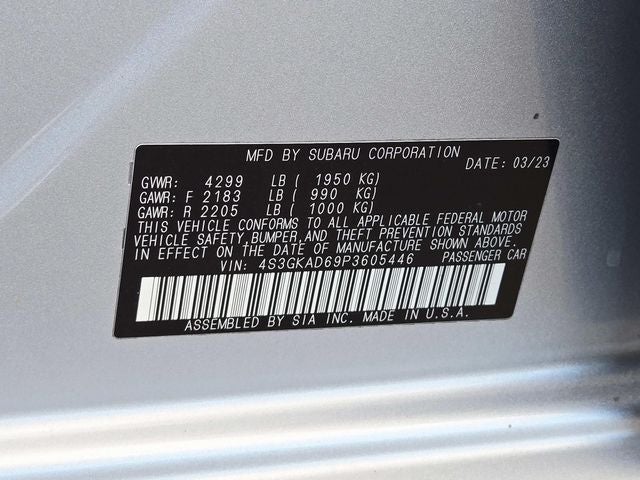 MFD BY SUBARU CORPORATION
DATE: 03/23
GVWR: 4299 LB ( 1950 KG)
GAWR: F 2183 LB ( 990 KG)
GAWR: R 2205 LB ( 1000 KG)
THIS VEHICLE CONFORMS TO ALL APPLICABLE FEDERAL MOTOR
VEHICLE SAFETY,BUMPER,AND THEFT PREVENTION STANDARDS
IN EFFECT ON THE DATE OF MANUFACTURE SHOWN ABOVE.
VIN: 4S3GKAD69P3605446 PASSENGER CAR
ASSEMBLED BY SIA INC. MADE IN U.S.A.